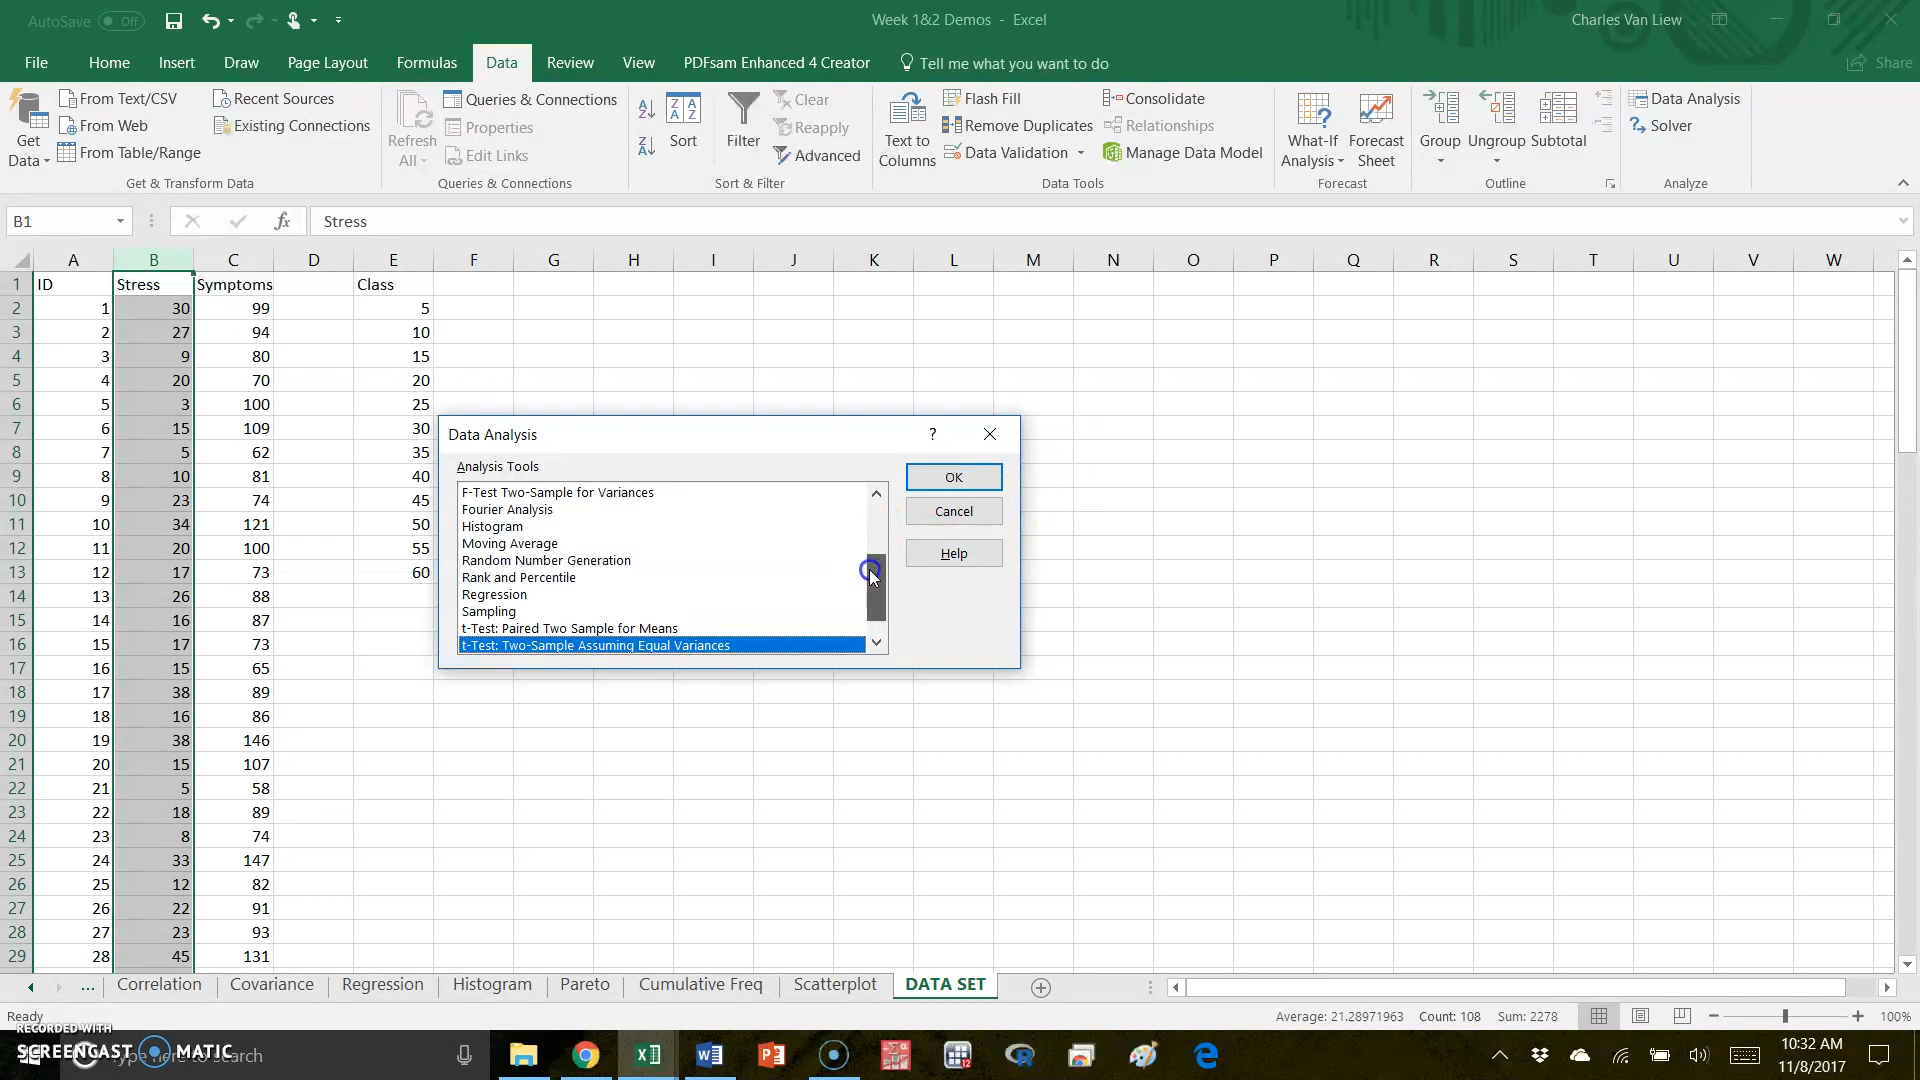 AutoSave Off
Week 1&2 Demos - Excel
Charles Van Liew
File Home Insert Draw Page Layout Formulas Data Review View PDFsam Enhanced 4 Creator Tell me what you want to do Share
Get Data
From Text/CSV
From Web
From Table/Range
Recent Sources
Existing Connections
Get & Transform Data
Refresh All
Queries & Connections
Properties
Edit Links
Queries & Connections
Sort
Filter
Clear
Reapply
Advanced
Sort & Filter
Text to Columns
Flash Fill
Remove Duplicates
Data Validation
Consolidate
Relationships
Manage Data Model
Data Tools
What-If Analysis
Forecast Sheet
Forecast
Group
Ungroup
Subtotal
Outline
Data Analysis
Solver
Analyze
B1 fx Stress
A B C D E F G H I J K L M N O P Q R S T U V W
1 ID Stress Symptoms Class
2 1 30 99 5
3 2 27 94 10
4 3 9 80 15
5 4 20 70 20
6 5 3 100 25
7 6 15 109 30
8 7 5 62 35
9 8 10 81 40
10 9 23 74 45
11 10 34 121 50
12 11 20 100 55
13 12 17 73 60
14 13 26 88
15 14 16 87
16 15 17 73
17 16 15 65
18 17 38 89
19 18 16 86
20 19 38 146
21 20 15 107
22 21 5 58
23 22 18 89
24 23 8 74
25 24 33 147
26 25 12 82
27 26 22 91
28 27 23 93
29 28 45 131
Data Analysis ?
Analysis Tools
F-Test Two-Sample for Variances
Fourier Analysis
Histogram
Moving Average
Random Number Generation
Rank and Percentile
Regression
Sampling
t-Test: Paired Two Sample for Means
t-Test: Two-Sample Assuming Equal Variances
OK
Cancel
Help
... Correlation Covariance Regression Histogram Pareto Cumulative Freq Scatterplot DATA SET
Ready
Average: 21.28971963 Count: 108 Sum: 2278
100%
RECORDED WITH
SCREENCAST MATIC
Type here to search
10:32 AM
11/8/2017